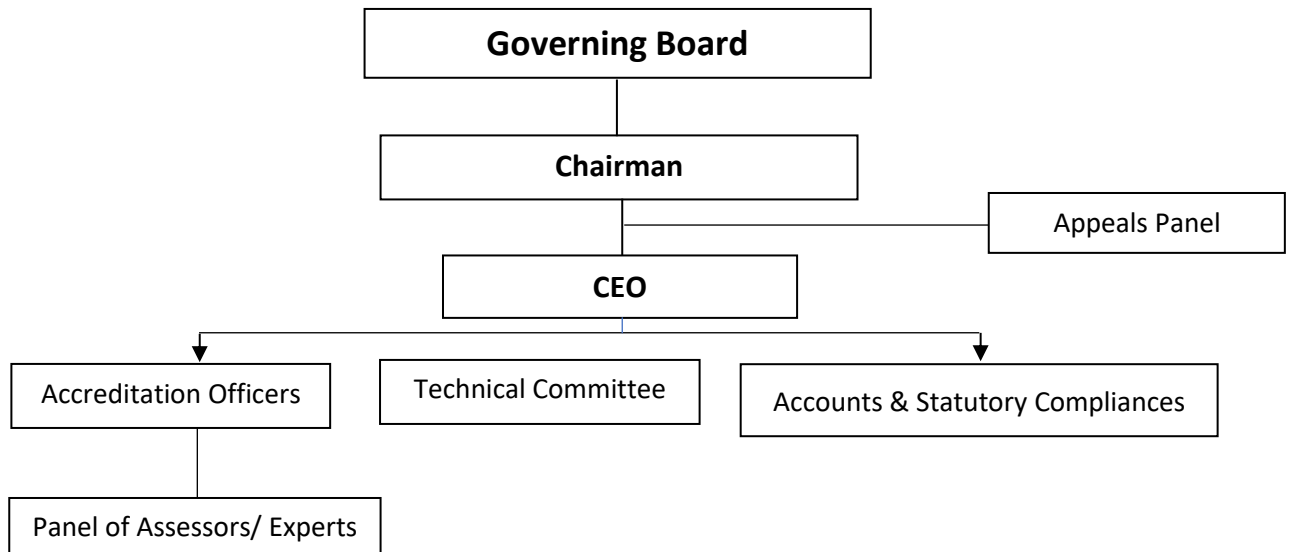 Governing Board
Chairman
Appeals Panel
CEO
Accreditation Officers
Technical Committee
Accounts & Statutory Compliances
Panel of Assessors/ Experts